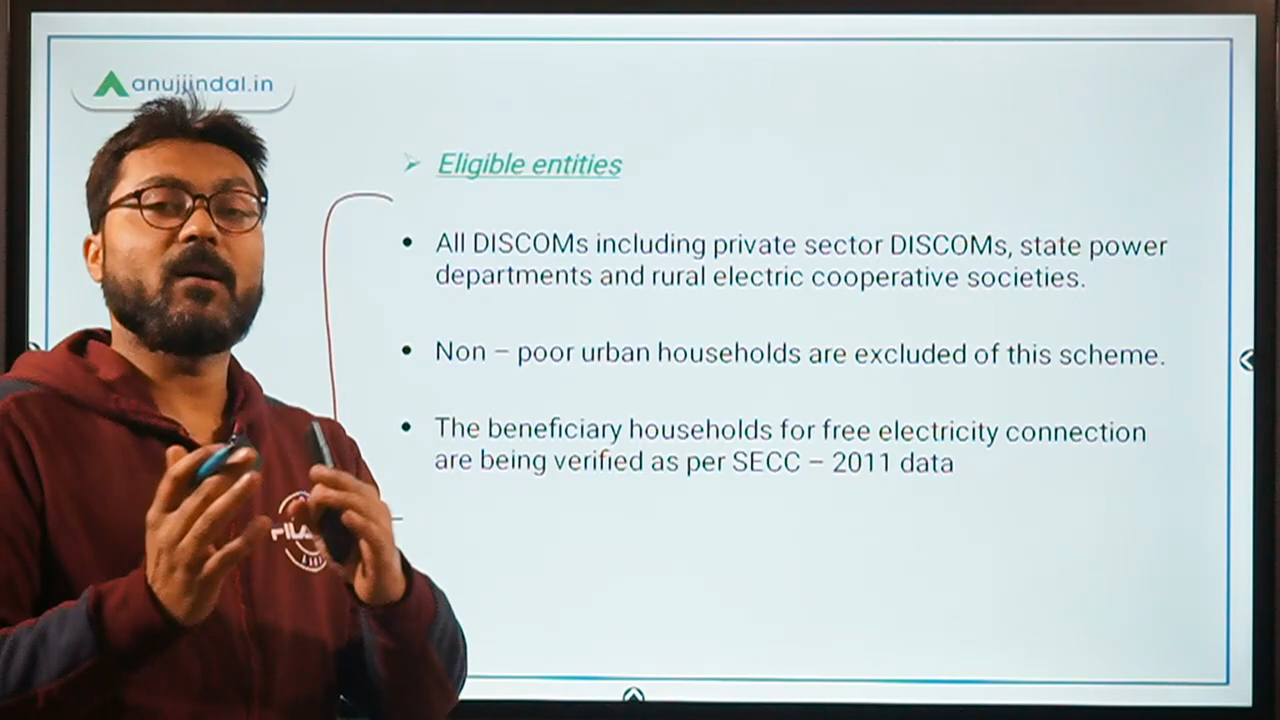 anujjindal.in
Eligible entities
All DISCOMs including private sector DISCOMs, state power
departments and rural electric cooperative societies.
Non – poor urban households are excluded of this scheme.
The beneficiary households for free electricity connection
are being verified as per SECC – 2011 data